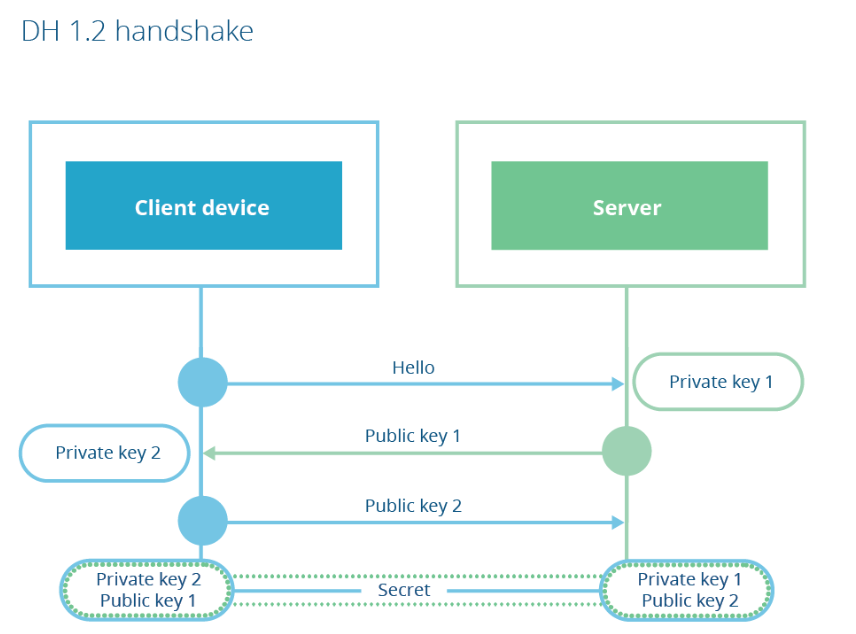 DH 1.2 handshake
Client device
Server
Hello
Private key 1
Public key 1
Private key 2
Public key 2
Private key 2
Public key 1
Secret
Private key 1
Public key 2